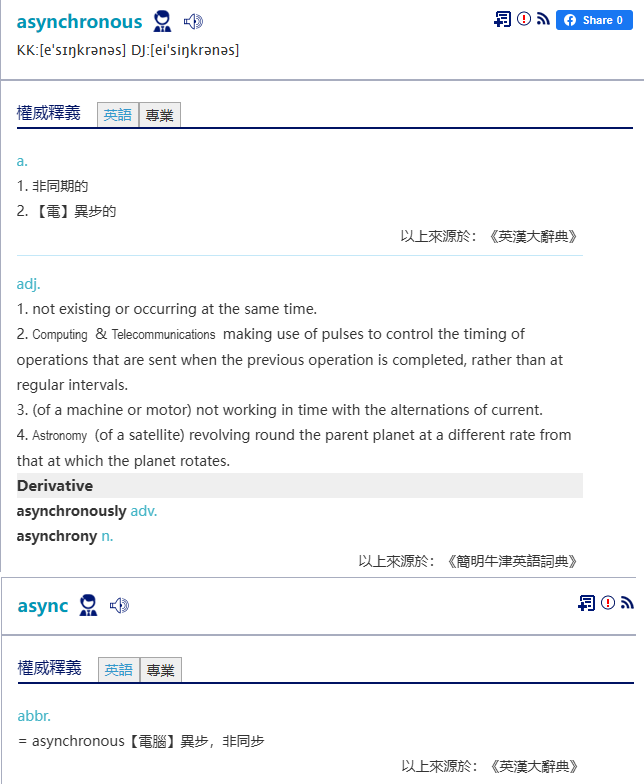 asynchronous
Share 0
KK:[eˈsɪŋkrənəs] DJ:[eiˈsiŋkrənəs]
權威釋義 英語 專業
a.
1. 非同期的
2. 【電】異步的
以上來源於: 《英漢大辭典》
adj.
1. not existing or occurring at the same time.
2. Computing & Telecommunications making use of pulses to control the timing of
operations that are sent when the previous operation is completed, rather than at
regular intervals.
3. (of a machine or motor) not working in time with the alternations of current.
4. Astronomy (of a satellite) revolving round the parent planet at a different rate from
that at which the planet rotates.
Derivative
asynchronously adv.
asynchrony n.
以上來源於: 《簡明牛津英語詞典》
async
權威釋義 英語 專業
abbr.
= asynchronous【電腦】異步，非同步
以上來源於: 《英漢大辭典》